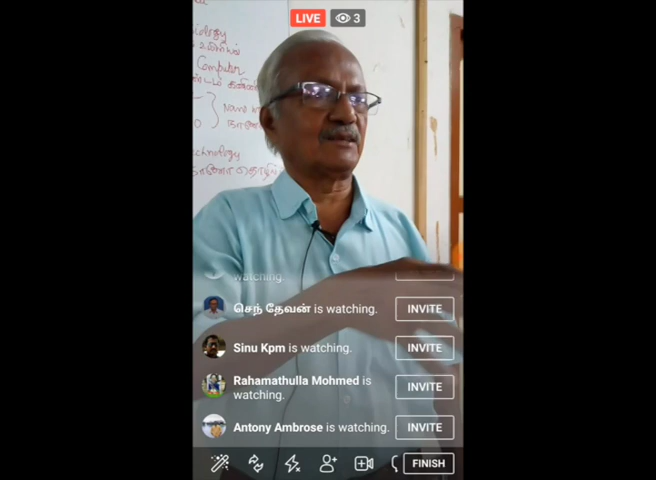 LIVE 3
Computer
watching.
செந் தேவன் is watching.
INVITE
Sinu Kpm is watching.
INVITE
Rahamathulla Mohmed is
watching.
INVITE
Antony Ambrose is watching.
INVITE
FINISH